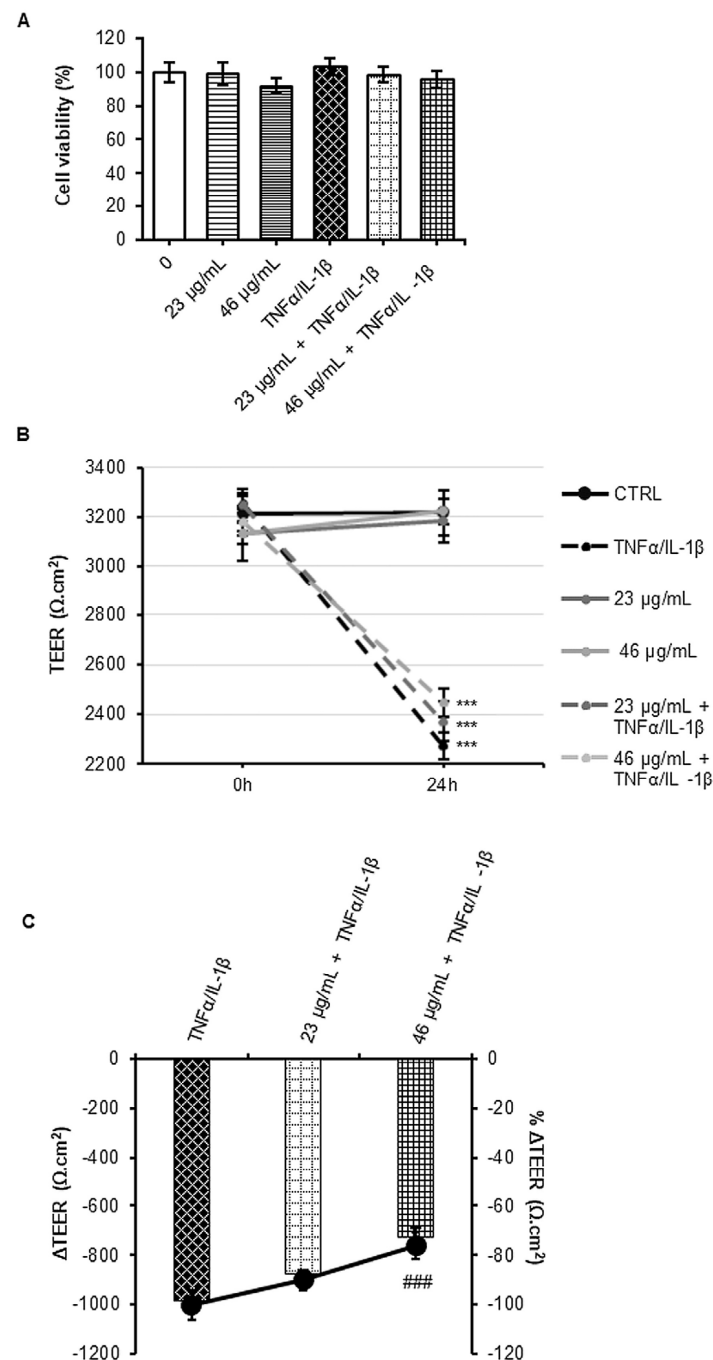 A
Cell viability (%)
120
100
80
60
40
20
0
0
23 µg/mL
46 µg/mL
TNFα/IL-1β
23 µg/mL + TNFα/IL-1β
46 µg/mL + TNFα/IL -1β
B
TEER (Ω.cm²)
3400
3200
3000
2800
2600
2400
2200
***
***
***
0h
24h
CTRL
TNFα/IL-1β
23 µg/mL
46 µg/mL
23 µg/mL +
TNFα/IL-1β
46 µg/mL +
TNFα/IL -1β
C
TNFα/IL-1β
23 µg/mL + TNFα/IL-1β
46 µg/mL + TNFα/IL -1β
ΔTEER (Ω.cm²)
0
-200
-400
-600
-800
-1000
-1200
###
0
-20
-40
-60
-80
-100
-120
% ΔTEER (Ω.cm²)